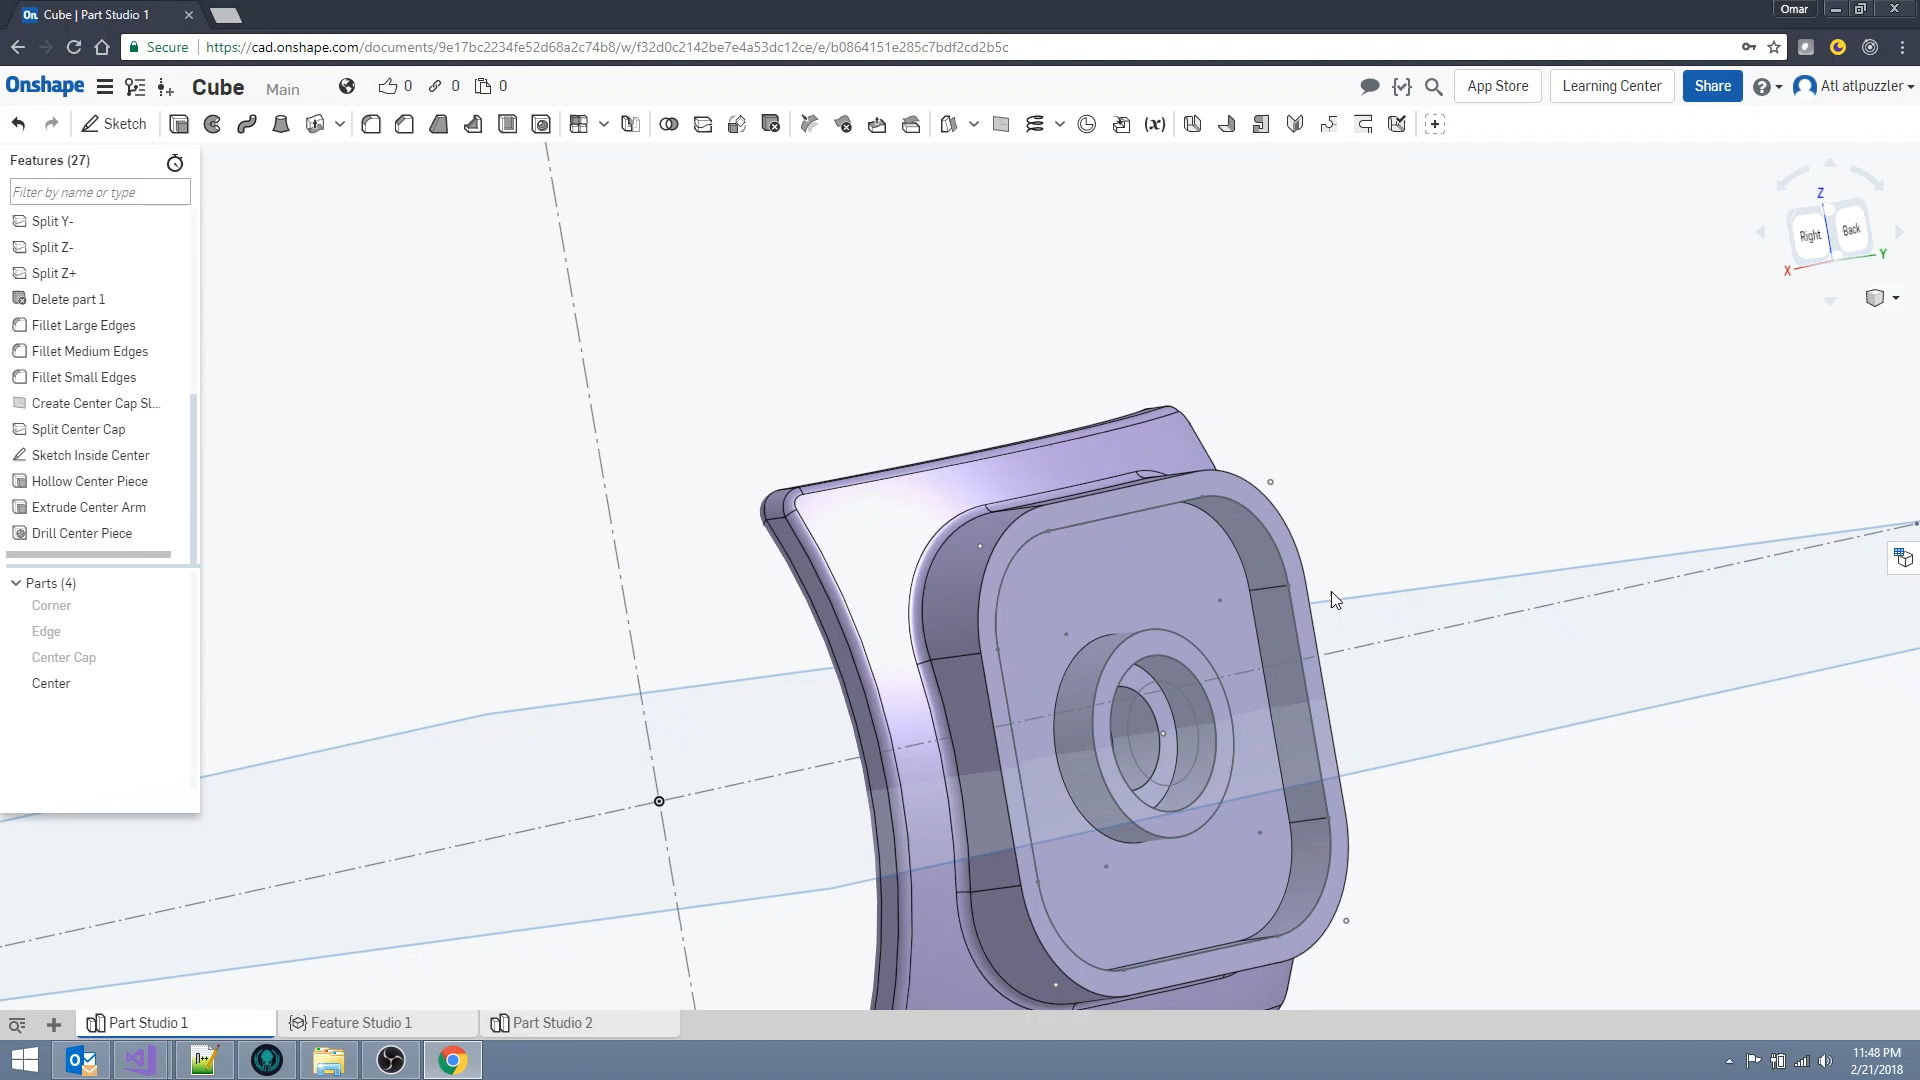 Cube | Part Studio 1
Omar
Secure
https://cad.onshape.com/documents/9e17bc2234fe52d68a2c74b8/w/f32d0c2142be7e4a53dc12ce/e/b0864151e285c7bdf2cd2b5c
Onshape
Cube Main
0 0 0
App Store
Learning Center
Share
Atl atlpuzzler
Sketch
(x)
Features (27)
Filter by name or type
Split Y-
Split Z-
Split Z+
Delete part 1
Fillet Large Edges
Fillet Medium Edges
Fillet Small Edges
Create Center Cap Sl...
Split Center Cap
Sketch Inside Center
Hollow Center Piece
Extrude Center Arm
Drill Center Piece
Parts (4)
Corner
Edge
Center Cap
Center
Z
Right Back
X
Y
Part Studio 1
Feature Studio 1
Part Studio 2
11:48 PM
2/21/2018